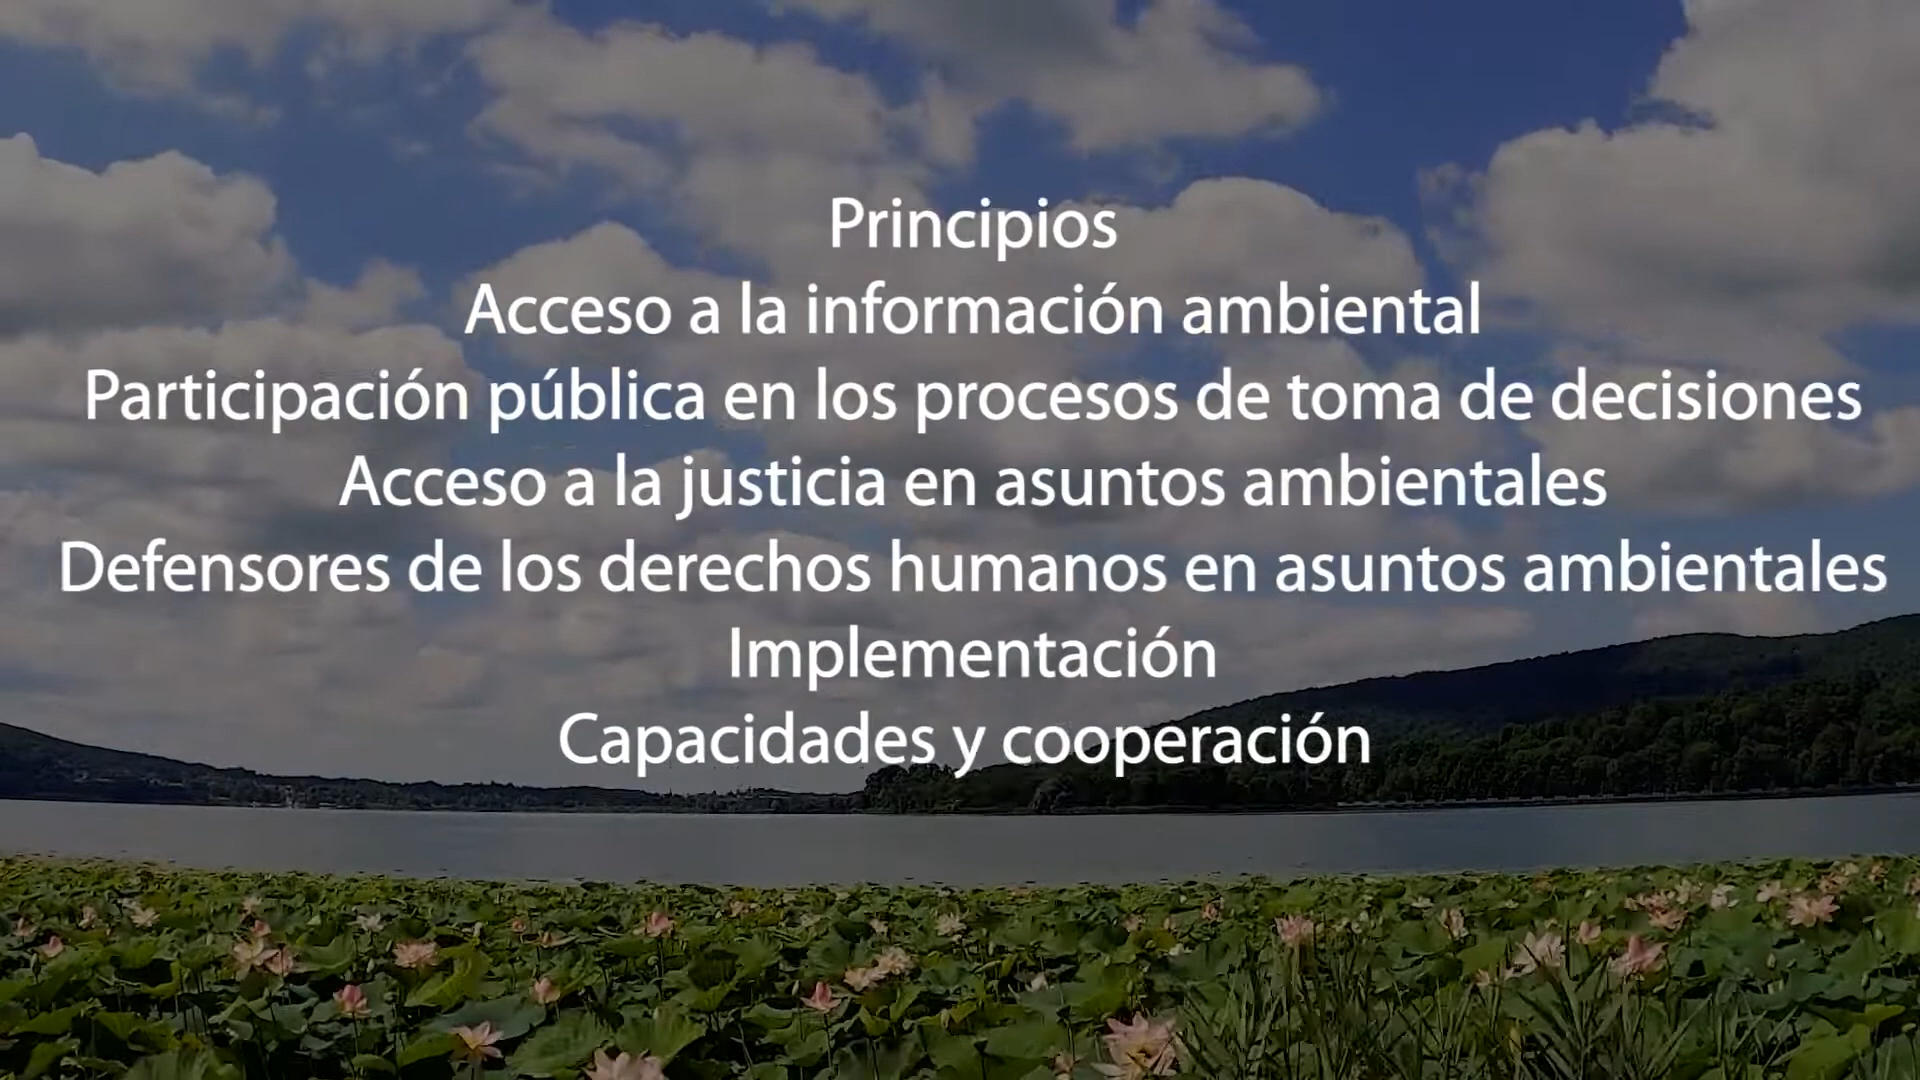 Principios
Acceso a la información ambiental
Participación pública en los procesos de toma de decisiones
Acceso a la justicia en asuntos ambientales
Defensores de los derechos humanos en asuntos ambientales
Implementación
Capacidades y cooperación